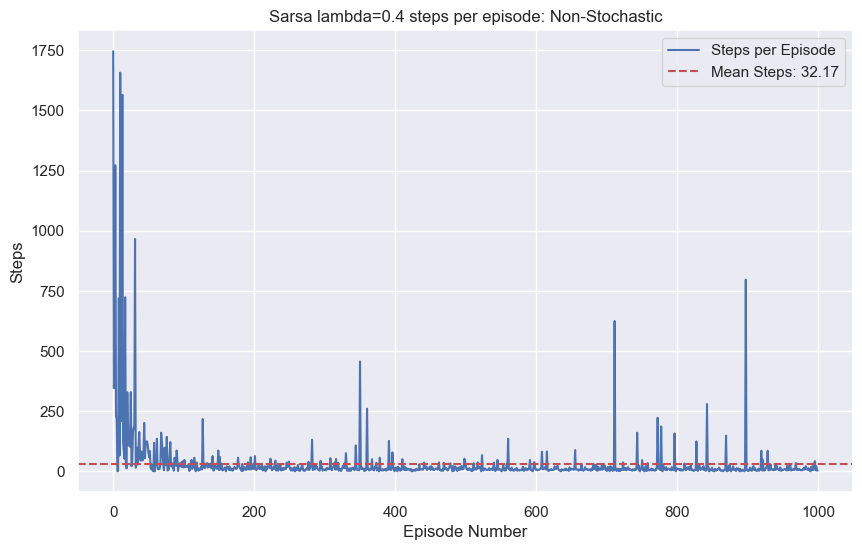 Sarsa lambda=0.4 steps per episode: Non-Stochastic
Steps per Episode
Mean Steps: 32.17
Steps
1750
1500
1250
1000
750
500
250
0
0 200 400 600 800 1000
Episode Number